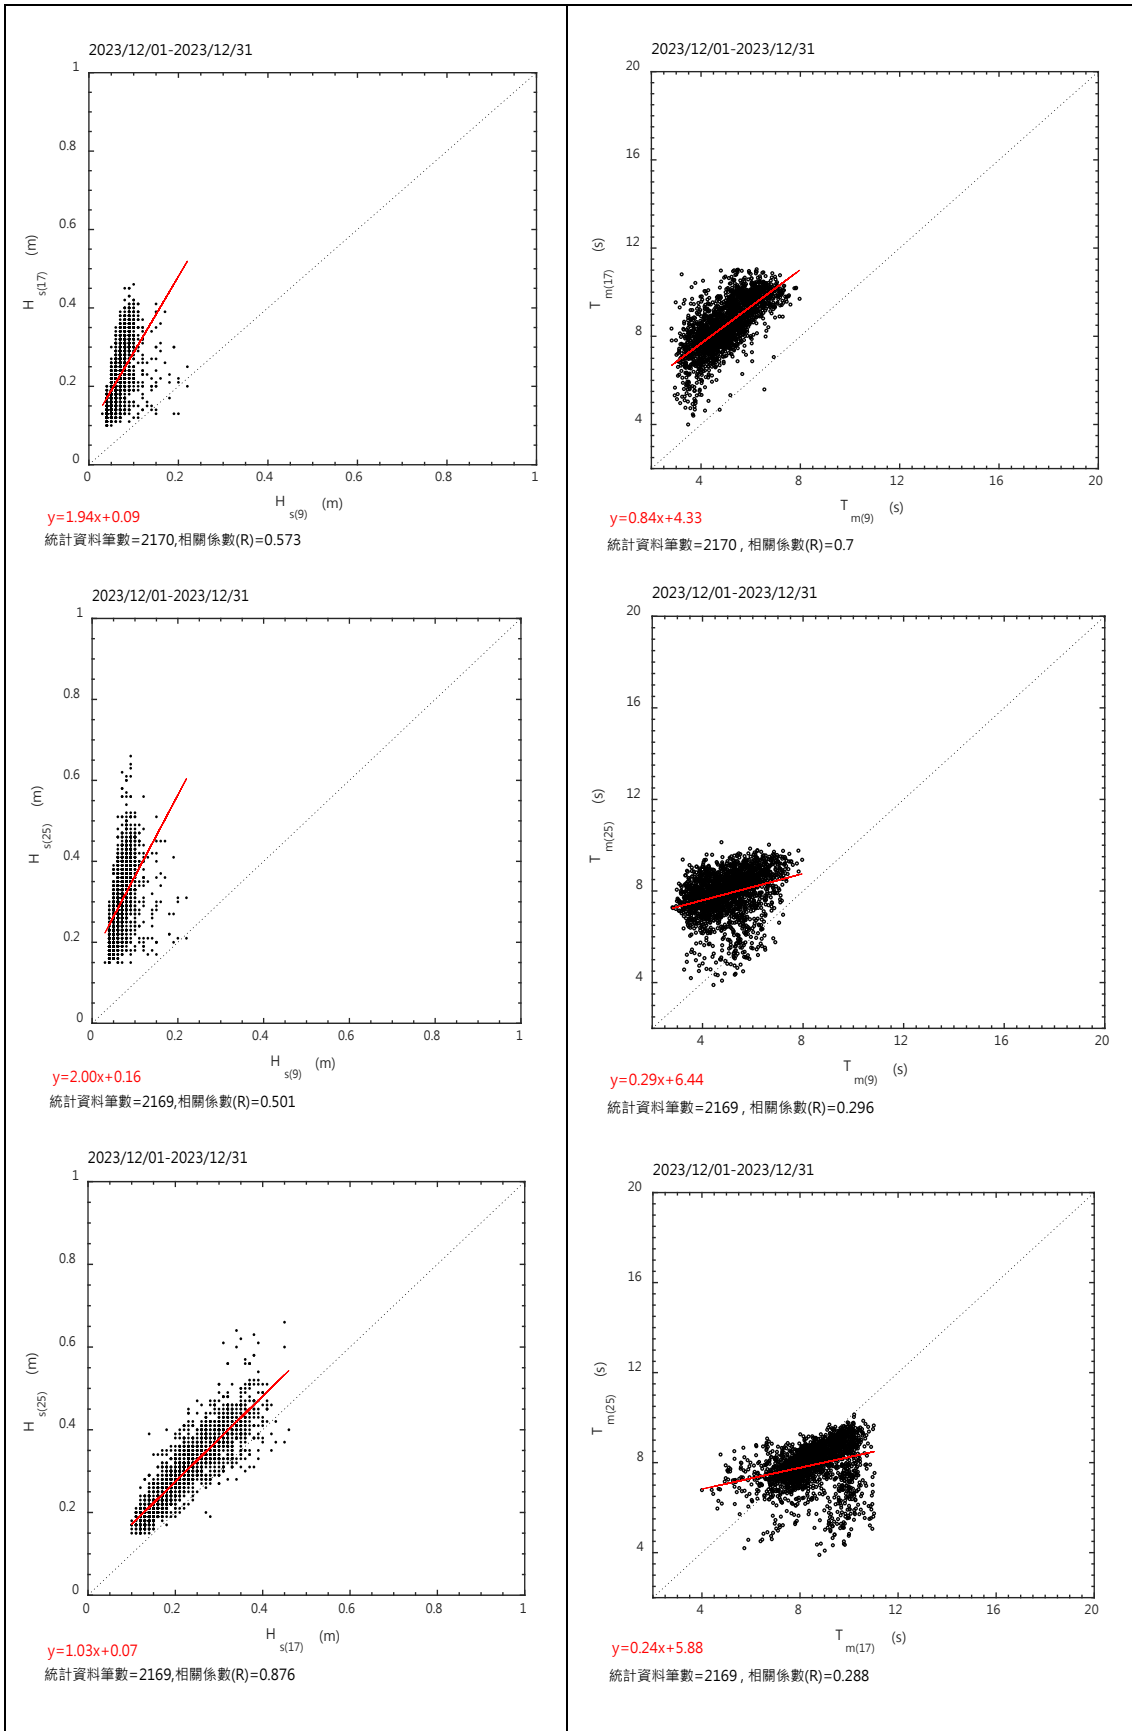 2023/12/01-2023/12/31
1
0.8
0.6
0.4
0.2
0
H s(17) (m)
0 0.2 0.4 0.6 0.8 1
H s(9) (m)
y=1.94x+0.09
統計資料筆數=2170,相關係數(R)=0.573
2023/12/01-2023/12/31
20
16
12
8
4
T m(17) (s)
4 8 12 16 20
T m(9) (s)
y=0.84x+4.33
統計資料筆數=2170 , 相關係數(R)=0.7
2023/12/01-2023/12/31
1
0.8
0.6
0.4
0.2
0
H s(25) (m)
0 0.2 0.4 0.6 0.8 1
H s(9) (m)
y=2.00x+0.16
統計資料筆數=2169,相關係數(R)=0.501
2023/12/01-2023/12/31
20
16
12
8
4
T m(25) (s)
4 8 12 16 20
T m(9) (s)
y=0.29x+6.44
統計資料筆數=2169 , 相關係數(R)=0.296
2023/12/01-2023/12/31
1
0.8
0.6
0.4
0.2
0
H s(25) (m)
0 0.2 0.4 0.6 0.8 1
H s(17) (m)
y=1.03x+0.07
統計資料筆數=2169,相關係數(R)=0.876
2023/12/01-2023/12/31
20
16
12
8
4
T m(25) (s)
4 8 12 16 20
T m(17) (s)
y=0.24x+5.88
統計資料筆數=2169 , 相關係數(R)=0.288